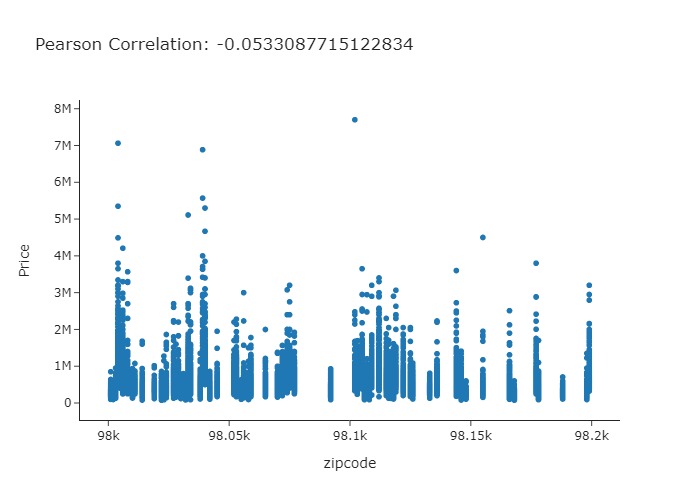 Pearson Correlation: -0.0533087715122834
8M
7M
6M
5M
4M
3M
2M
1M
0
Price
98k
98.05k
98.1k
98.15k
98.2k
zipcode